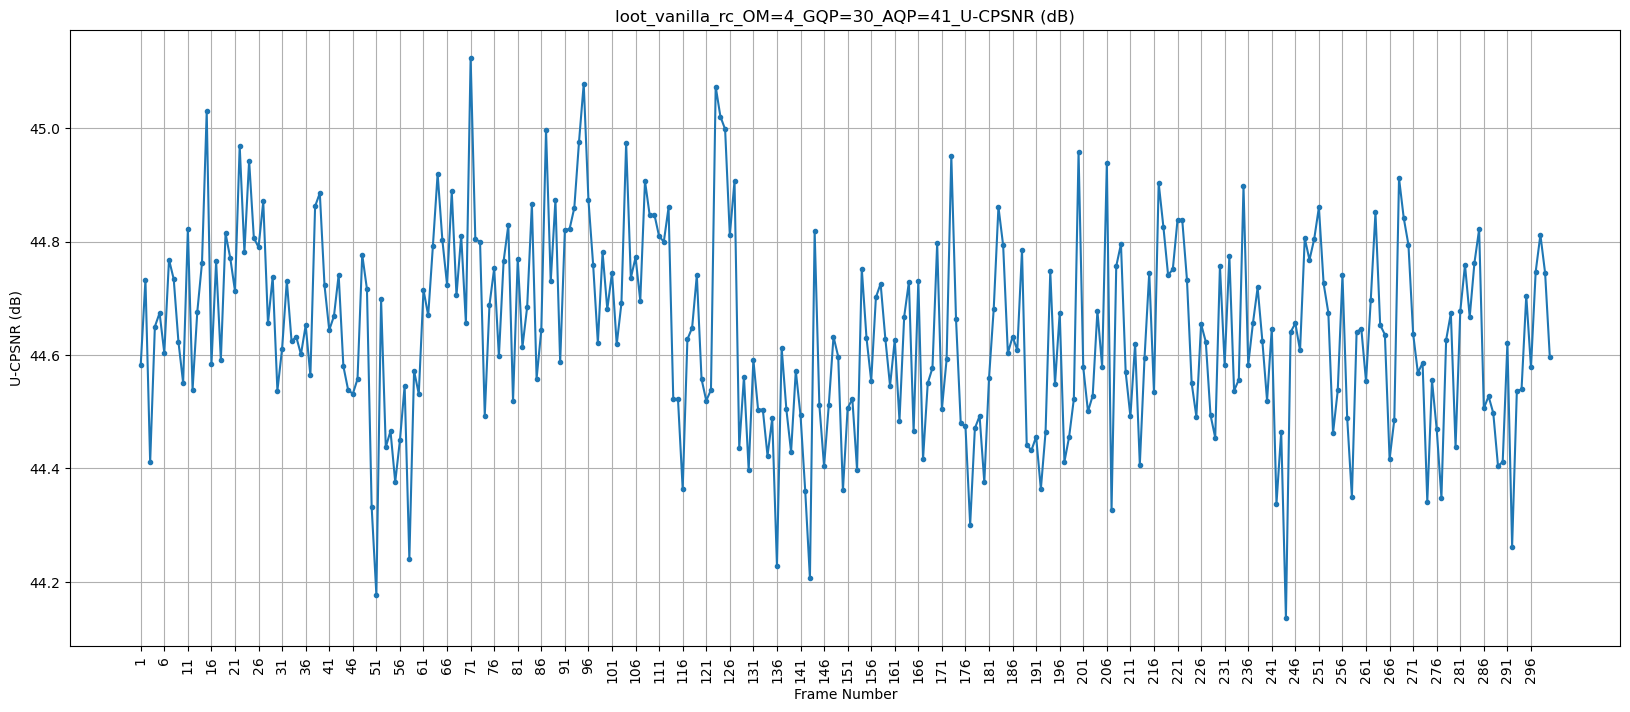 loot_vanilla_rc_OM=4_GQP=30_AQP=41_U-CPSNR (dB)
U-CPSNR (dB)
45.0
44.8
44.6
44.4
44.2
1 6 11 16 21 26 31 36 41 46 51 56 61 66 71 76 81 86 91 96 101 106 111 116 121 126 131 136 141 146 151 156 161 166 171 176 181 186 191 196 201 206 211 216 221 226 231 236 241 246 251 256 261 266 271 276 281 286 291 296
Frame Number